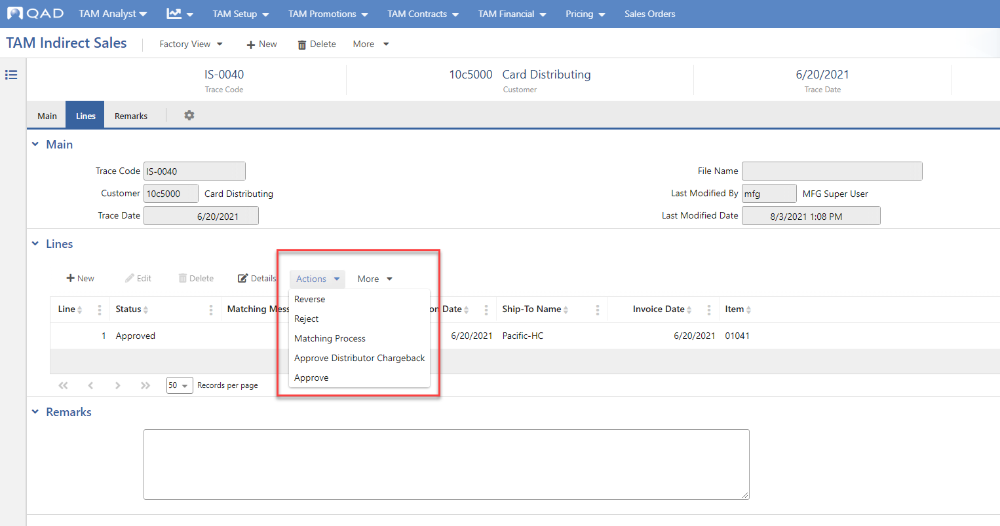 QAD TAM Analyst TAM Setup TAM Promotions TAM Contracts TAM Financial Pricing Sales Orders
TAM Indirect Sales Factory View New Delete More
IS-0040 10c5000 Card Distributing 6/20/2021
Trace Code Customer Trace Date
Main Lines Remarks
Main
Trace Code IS-0040 File Name
Customer 10c5000 Card Distributing Last Modified By mfg MFG Super User
Trace Date 6/20/2021 Last Modified Date 8/3/2021 1:08 PM
Lines
New Edit Delete Details Actions More
Reverse
Reject
Matching Process
Approve Distributor Chargeback
Approve
Line Status Matching Mess on Date Ship-To Name Invoice Date Item
1 Approved 6/20/2021 Pacific-HC 6/20/2021 01041
50 Records per page
Remarks